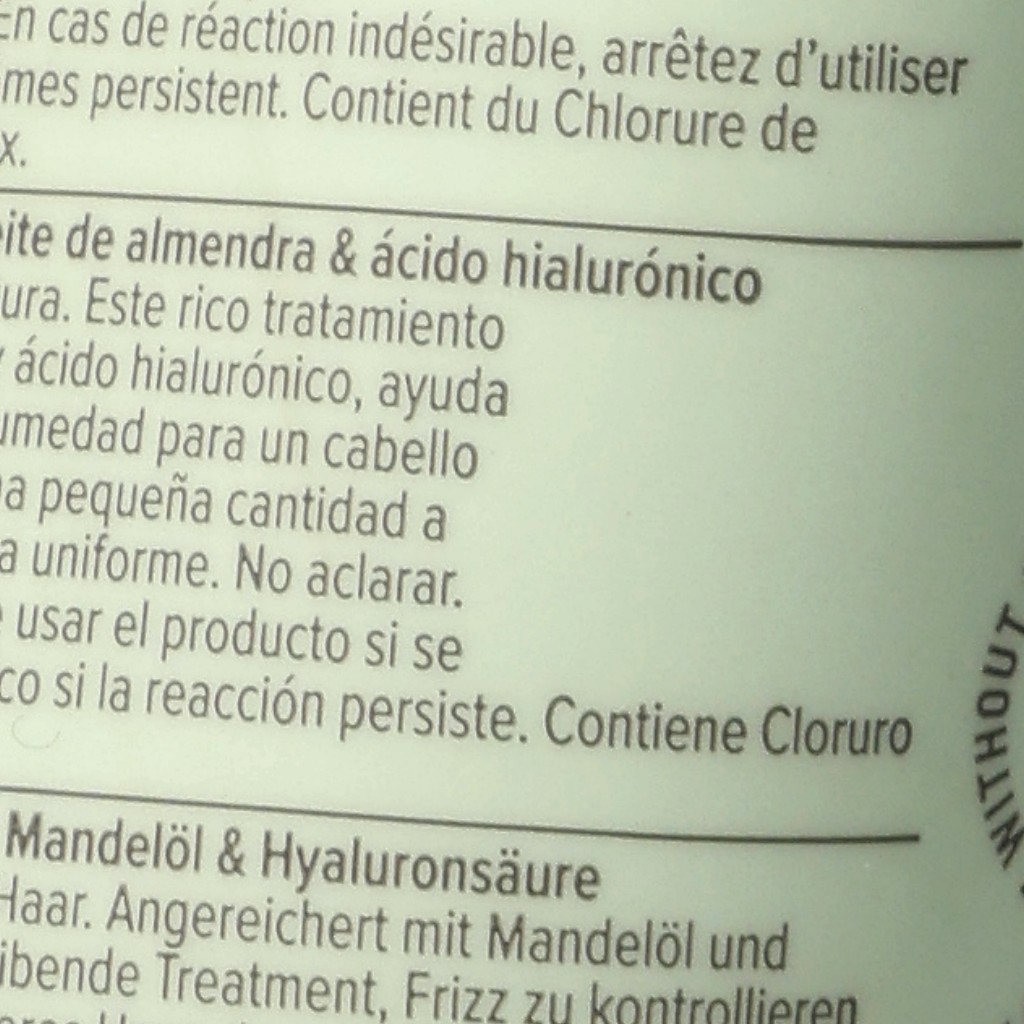 En cas de réaction indésirable, arrêtez d'utiliser
mes persistent. Contient du Chlorure de
x.
ite de almendra & ácido hialurónico
ura. Este rico tratamiento
y ácido hialurónico, ayuda
umedad para un cabello
a pequeña cantidad a
a uniforme. No aclarar.
usar el producto si se
co si la reacción persiste. Contiene Cloruro
Mandelöl & Hyaluronsäure
Haar. Angereichert mit Mandelöl und
ibende Treatment, Frizz zu kontrollieren
WITHOUT